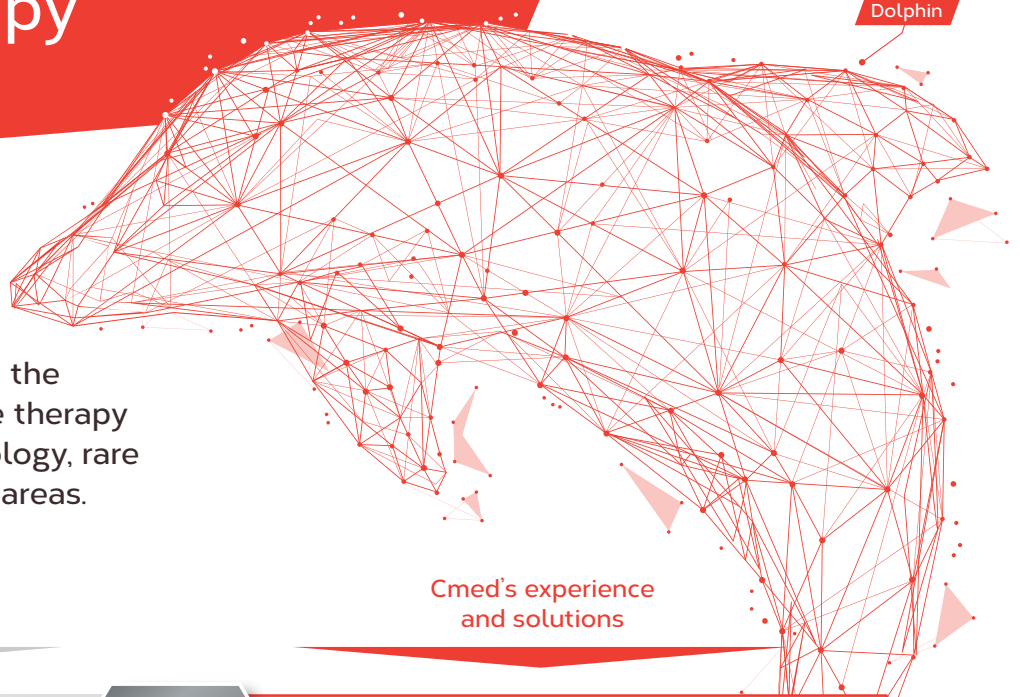 py
Dolphin
the
therapy
ology, rare
areas.
Cmed's experience
and solutions